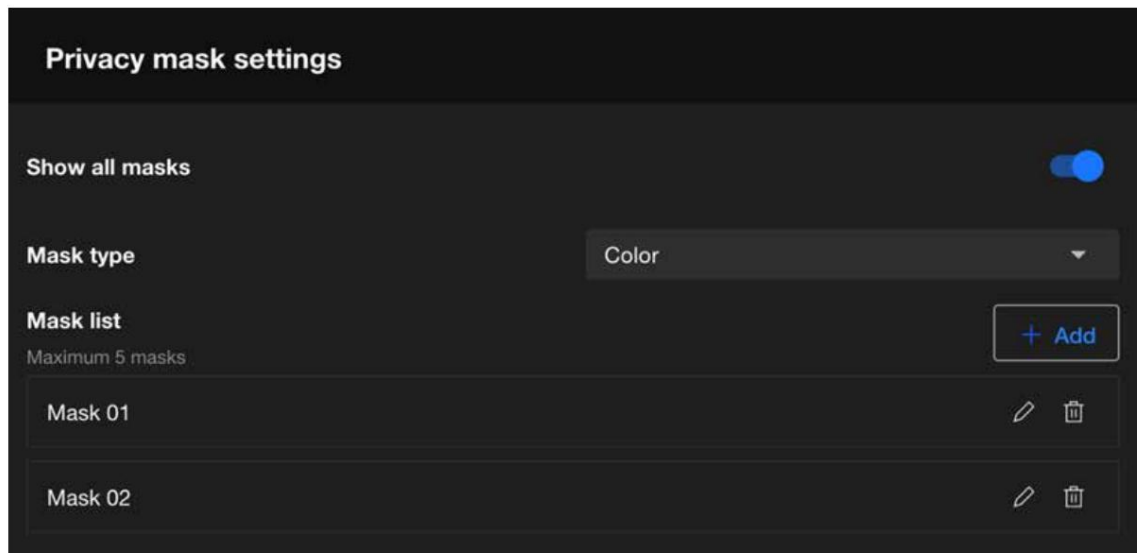 Privacy mask settings
Show all masks
Mask type
Color
Mask list
+ Add
Maximum 5 masks
Mask 01
Mask 02